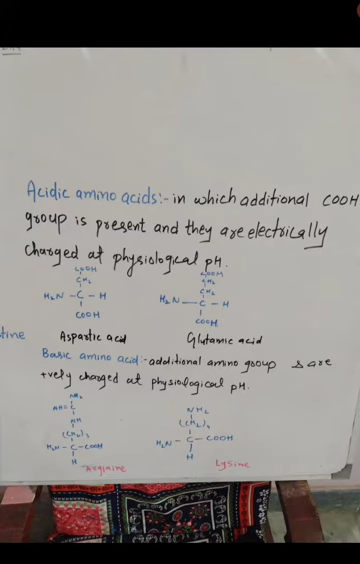 Acidic amino acids:- in which additional COOH
group is present and they are electrically
charged at physiological pH.
COOH
CH2
H2N - C - H
COOH
COOH
CH2
CH2
H2N - C - H
COOH
tine
Aspartic acid
Glutamic acid
Basic amino acid:- additional amino group & are
+vely charged at physiological pH.
NH2
HN=C
NH
(CH2)3
H2N - C - COOH
H
Arginine
NH2
(CH2)4
H2N - C - COOH
H
Lysine